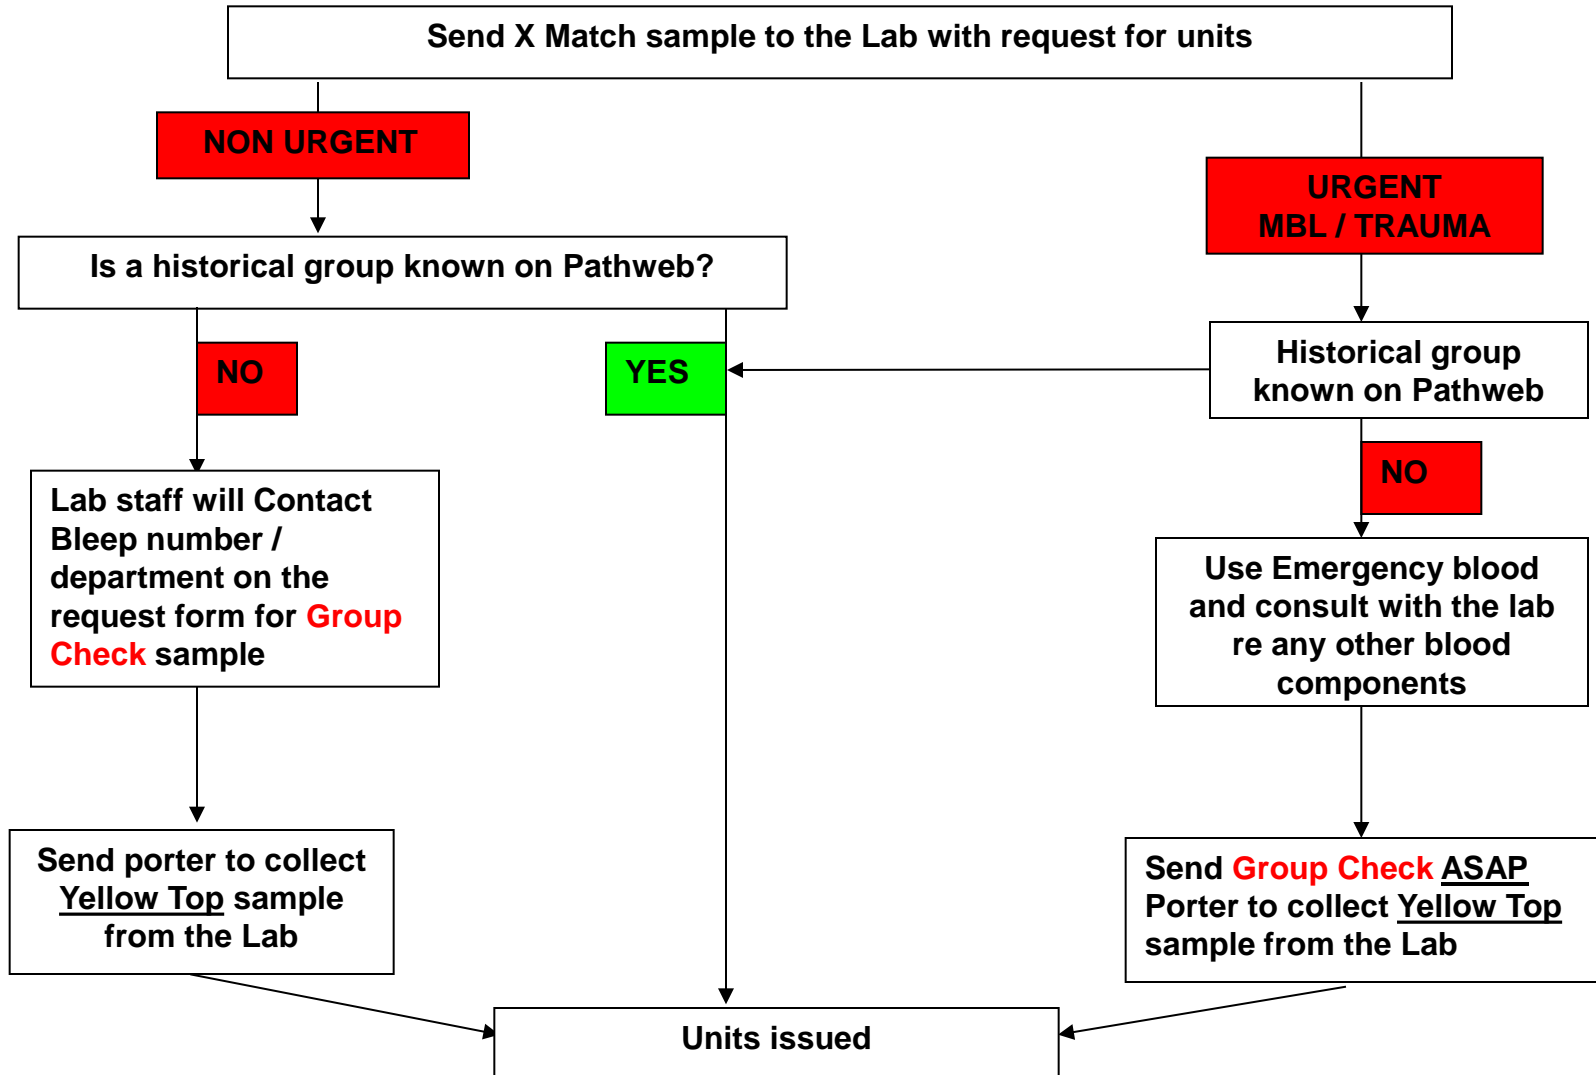 Send X Match sample to the Lab with request for units
NON URGENT
URGENT
MBL / TRAUMA
Is a historical group known on Pathweb?
Historical group
known on Pathweb
NO
YES
NO
Lab staff will Contact
Bleep number /
department on the
request form for Group
Check sample
Use Emergency blood
and consult with the lab
re any other blood
components
Send porter to collect
Yellow Top sample
from the Lab
Send Group Check ASAP
Porter to collect Yellow Top
sample from the Lab
Units issued